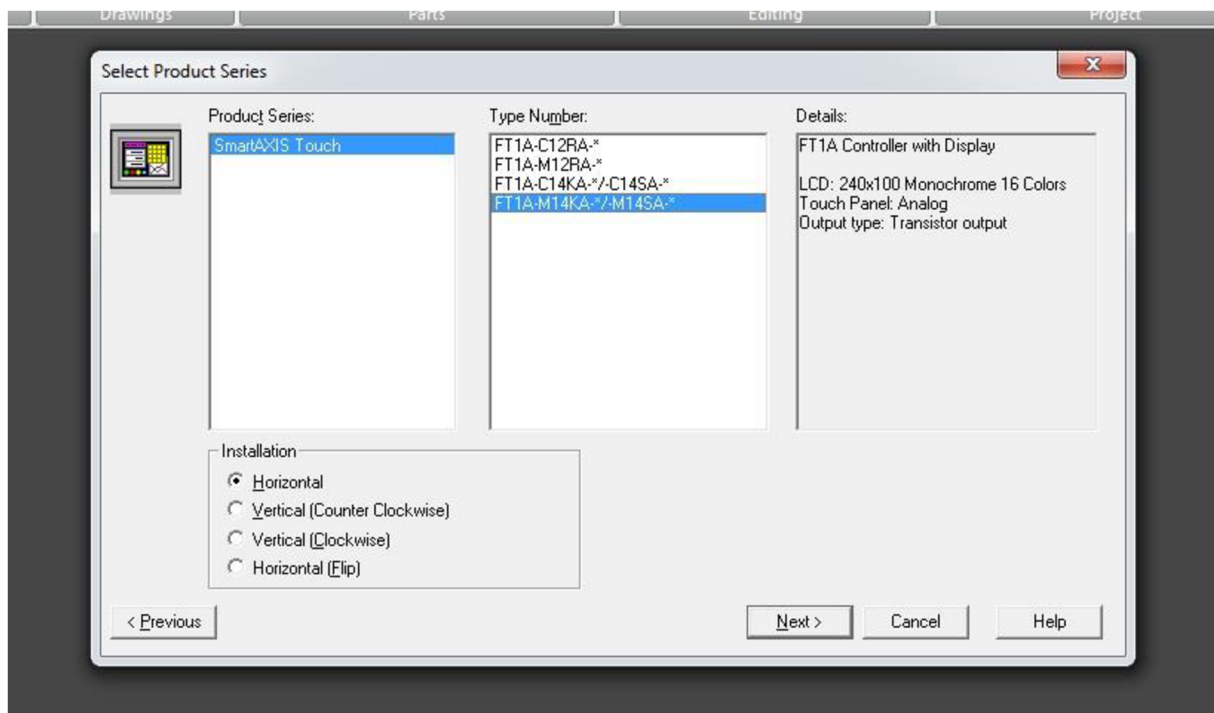 Drawings Parts Editing Project
Select Product Series
Product Series:
SmartAXIS Touch
Type Number:
FT1A-C12RA-*
FT1A-M12RA-*
FT1A-C14KA-*/-C14SA-*
FT1A-M14KA-*/-M14SA-*
Details:
FT1A Controller with Display
LCD: 240x100 Monochrome 16 Colors
Touch Panel: Analog
Output type: Transistor output
Installation
Horizontal
Vertical (Counter Clockwise)
Vertical (Clockwise)
Horizontal (Flip)
< Previous
Next >
Cancel
Help